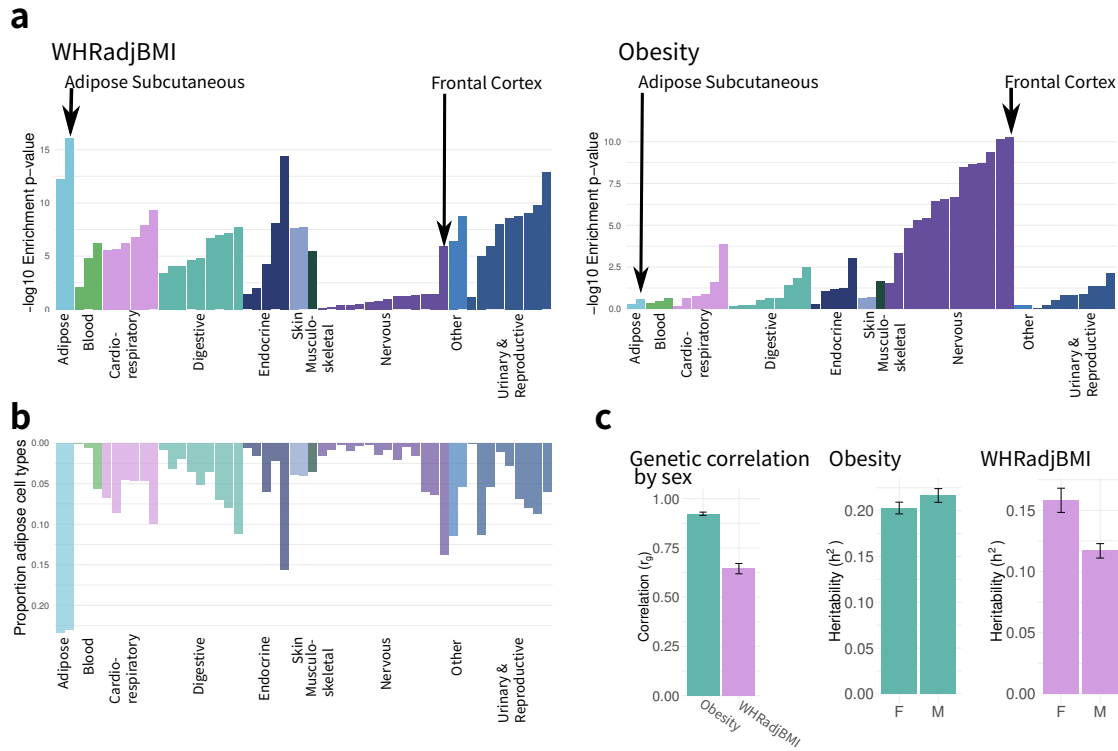 a
WHRadjBMI
Adipose Subcutaneous
Frontal Cortex
−log10 Enrichment p−value
15
10
5
0
Adipose
Blood
Cardio-
respiratory
Digestive
Endocrine
Skin
Musculo-
skeletal
Nervous
Other
Urinary &
Reproductive
Obesity
Adipose Subcutaneous
Frontal Cortex
−log10 Enrichment p−value
10.0
7.5
5.0
2.5
0.0
Adipose
Blood
Cardio-
respiratory
Digestive
Endocrine
Skin
Musculo-
skeletal
Nervous
Other
Urinary &
Reproductive
b
Proportion adipose cell types
0.00
0.05
0.10
0.15
0.20
Adipose
Blood
Cardio-
respiratory
Digestive
Endocrine
Skin
Musculo-
skeletal
Nervous
Other
Urinary &
Reproductive
c
Genetic correlation
by sex
Correlation (rg)
1.00
0.75
0.50
0.25
0.00
Obesity
WHRadjBMI
Obesity
Heritability (h²)
0.20
0.15
0.10
0.05
0.00
F M
WHRadjBMI
Heritability (h²)
0.15
0.10
0.05
0.00
F M